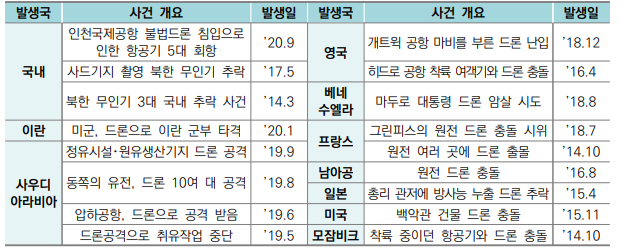 발생국 사건 개요 발생일 발생국 사건 개요 발생일
국내
인천국제공항 불법드론 침입으로
인한 항공기 5대 회항
'20.9
사드기지 촬영 북한 무인기 추락 '17.5
북한 무인기 3대 국내 추락 사건 '14.3
이란 미군, 드론으로 이란 군부 타격 '20.1
사우디
아라비아
정유시설·원유생산기지 드론 공격 '19.9
동쪽의 유전, 드론 10여 대 공격 '19.8
압하공항, 드론으로 공격 받음 '19.6
드론공격으로 취유작업 중단 '19.5
영국
개트윅 공항 마비를 부른 드론 난입 '18.12
히드로 공항 착륙 여객기와 드론 충돌 '16.4
베네
수엘라
마두로 대통령 드론 암살 시도 '18.8
프랑스
그린피스의 원전 드론 충돌 시위 '18.7
원전 여러 곳에 드론 출몰 '14.10
남아공 원전 드론 충돌 '16.8
일본 총리 관저에 방사능 누출 드론 추락 '15.4
미국 백악관 건물 드론 충돌 '15.11
모잠비크 착륙 중이던 항공기와 드론 충돌 '14.10